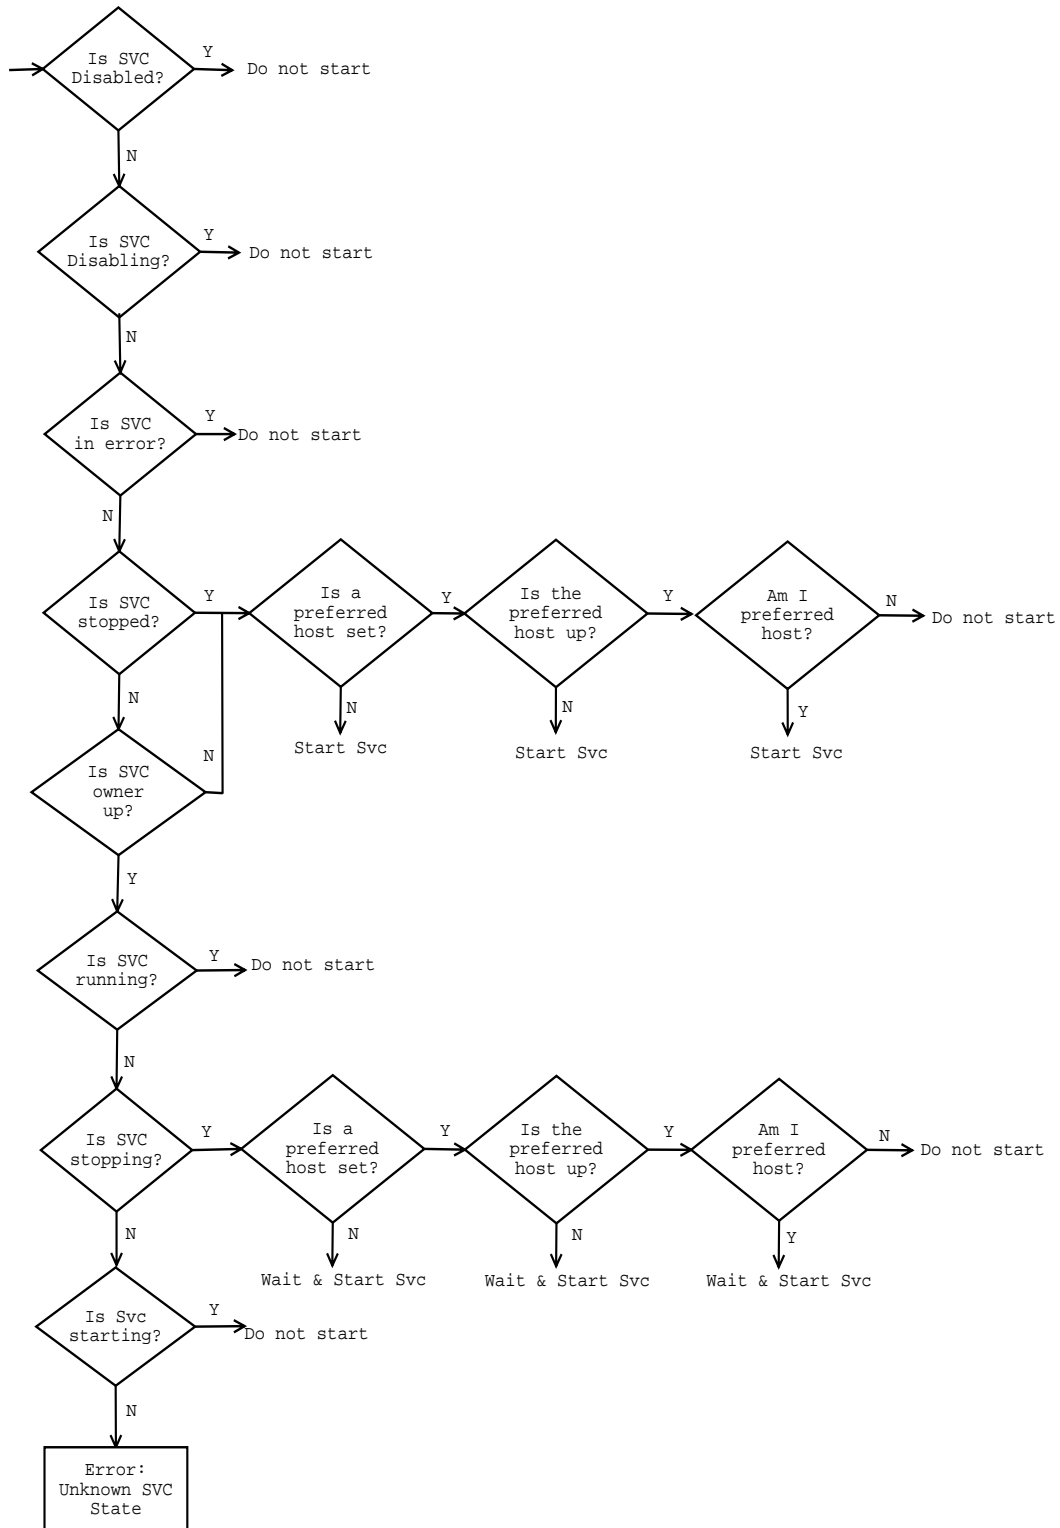 Is SVC
Disabled?
Y
Do not start
N
Is SVC
Disabling?
Y
Do not start
N
Is SVC
in error?
Y
Do not start
N
Is SVC
stopped?
Y
Is a
preferred
host set?
Y
Is the
preferred
host up?
Y
Am I
preferred
host?
N
Do not start
N
N
N
Y
Start Svc
Start Svc
Start Svc
Is SVC
owner
up?
N
Y
Is SVC
running?
Y
Do not start
N
Is SVC
stopping?
Y
Is a
preferred
host set?
Y
Is the
preferred
host up?
Y
Am I
preferred
host?
N
Do not start
N
N
N
Y
Wait & Start Svc
Wait & Start Svc
Wait & Start Svc
Is Svc
starting?
Y
Do not start
N
Error:
Unknown SVC
State